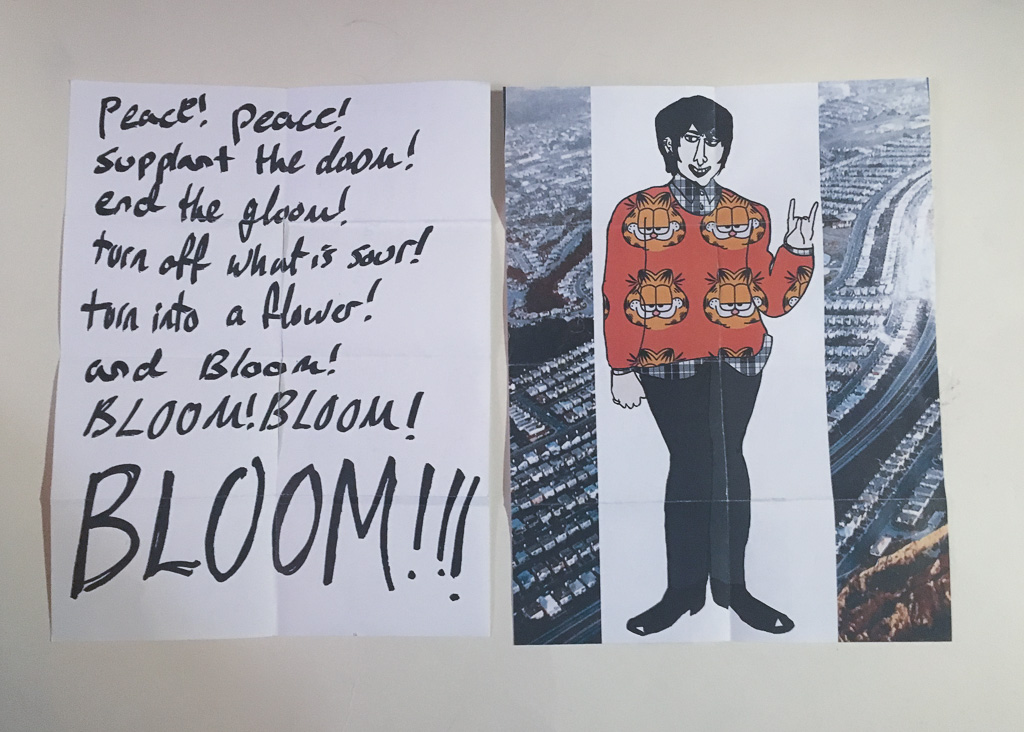 Peace! Peace!
supplant the doom!
end the gloom!
turn off what is sour!
turn into a flower!
and Bloom!
BLOOM! BLOOM!
BLOOM!!!